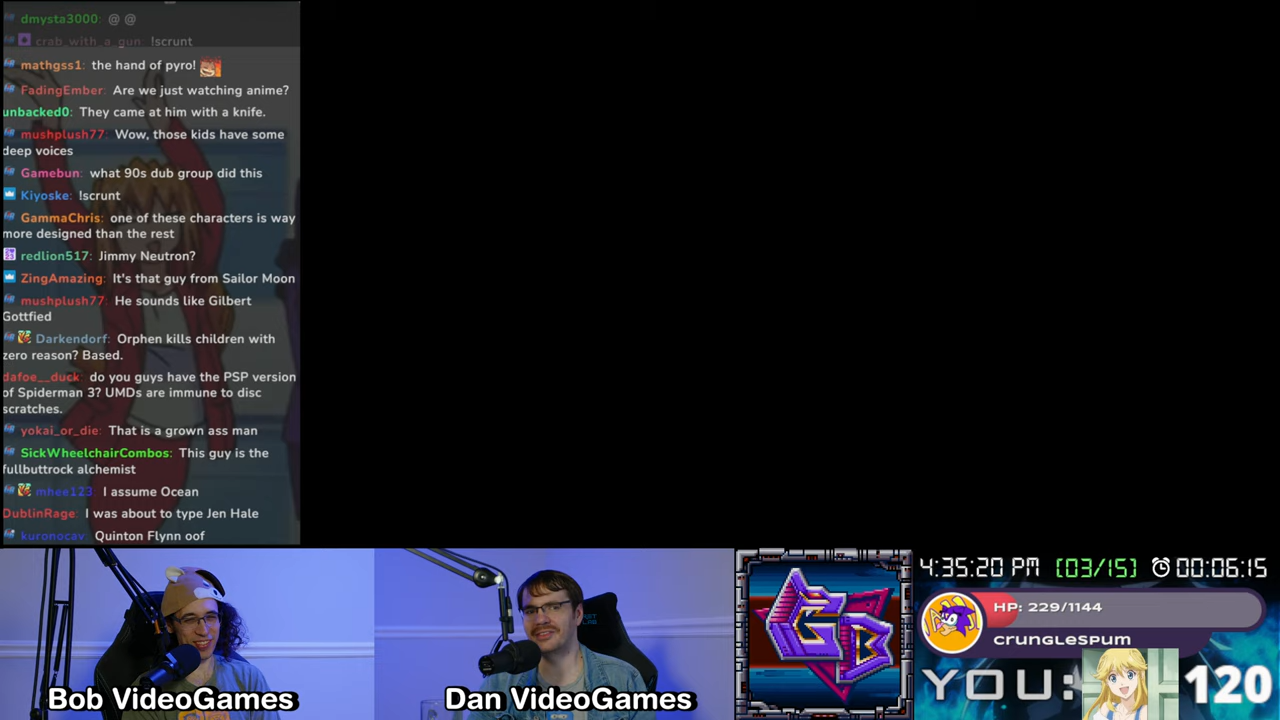 dmysta3000: @ @
crab_with_a_gun: !scrunt
mathgss1: the hand of pyro!
FadingEmber: Are we just watching anime?
unbacked0: They came at him with a knife.
mushplush77: Wow, those kids have some
deep voices
Gamebun: what 90s dub group did this
Kiyoske: !scrunt
GammaChris: one of these characters is way
more designed than the rest
redlion517: Jimmy Neutron?
ZingAmazing: It's that guy from Sailor Moon
mushplush77: He sounds like Gilbert
Gottfied
Darkendorf: Orphen kills children with
zero reason? Based.
dafoe__duck: do you guys have the PSP version
of Spiderman 3? UMDs are immune to disc
scratches.
yokai_or_die: That is a grown ass man
SickWheelchairCombos: This guy is the
fullbuttrock alchemist
mhee123: I assume Ocean
DublinRage: I was about to type Jen Hale
kuronocav: Quinton Flynn oof
Bob VideoGames
Dan VideoGames
GB
4:35:20 PM [03/15] 00:06:15
HP: 229/1144
crunglespum
YOU: 120